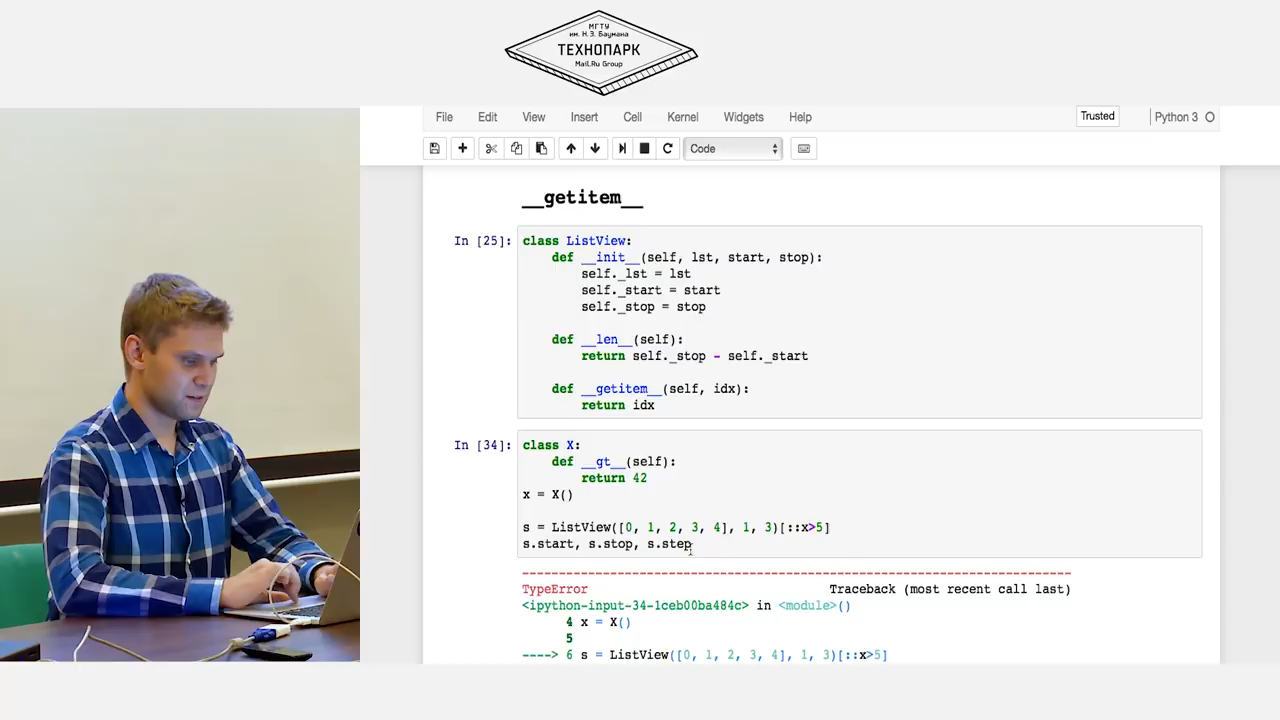 МГТУ
им. Н.Э. Баумана
ТЕХНОПАРК
Mail.Ru Group
File Edit View Insert Cell Kernel Widgets Help Trusted Python 3
Code
__getitem__
In [25]: class ListView:
def __init__(self, lst, start, stop):
self._lst = lst
self._start = start
self._stop = stop
def __len__(self):
return self._stop - self._start
def __getitem__(self, idx):
return idx
In [34]: class X:
def __gt__(self):
return 42
x = X()
s = ListView([0, 1, 2, 3, 4], 1, 3)[::x>5]
s.start, s.stop, s.step
---------------------------------------------------------------------------
TypeError Traceback (most recent call last)
<ipython-input-34-1ceb00ba484c> in <module>()
4 x = X()
5
----> 6 s = ListView([0, 1, 2, 3, 4], 1, 3)[::x>5]